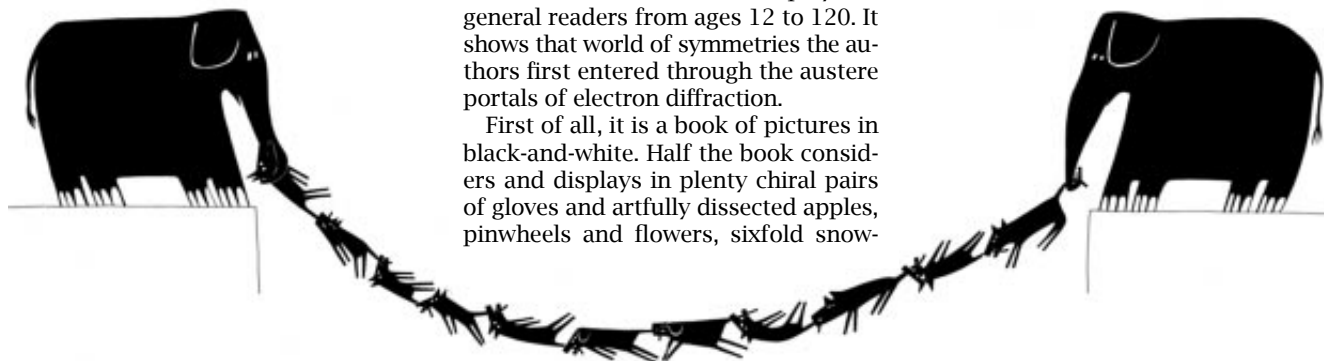 general readers from ages 12 to 120. It
shows that world of symmetries the au-
thors first entered through the austere
portals of electron diffraction.
First of all, it is a book of pictures in
black-and-white. Half the book consid-
ers and displays in plenty chiral pairs
of gloves and artfully dissected apples,
pinwheels and flowers, sixfold snow-